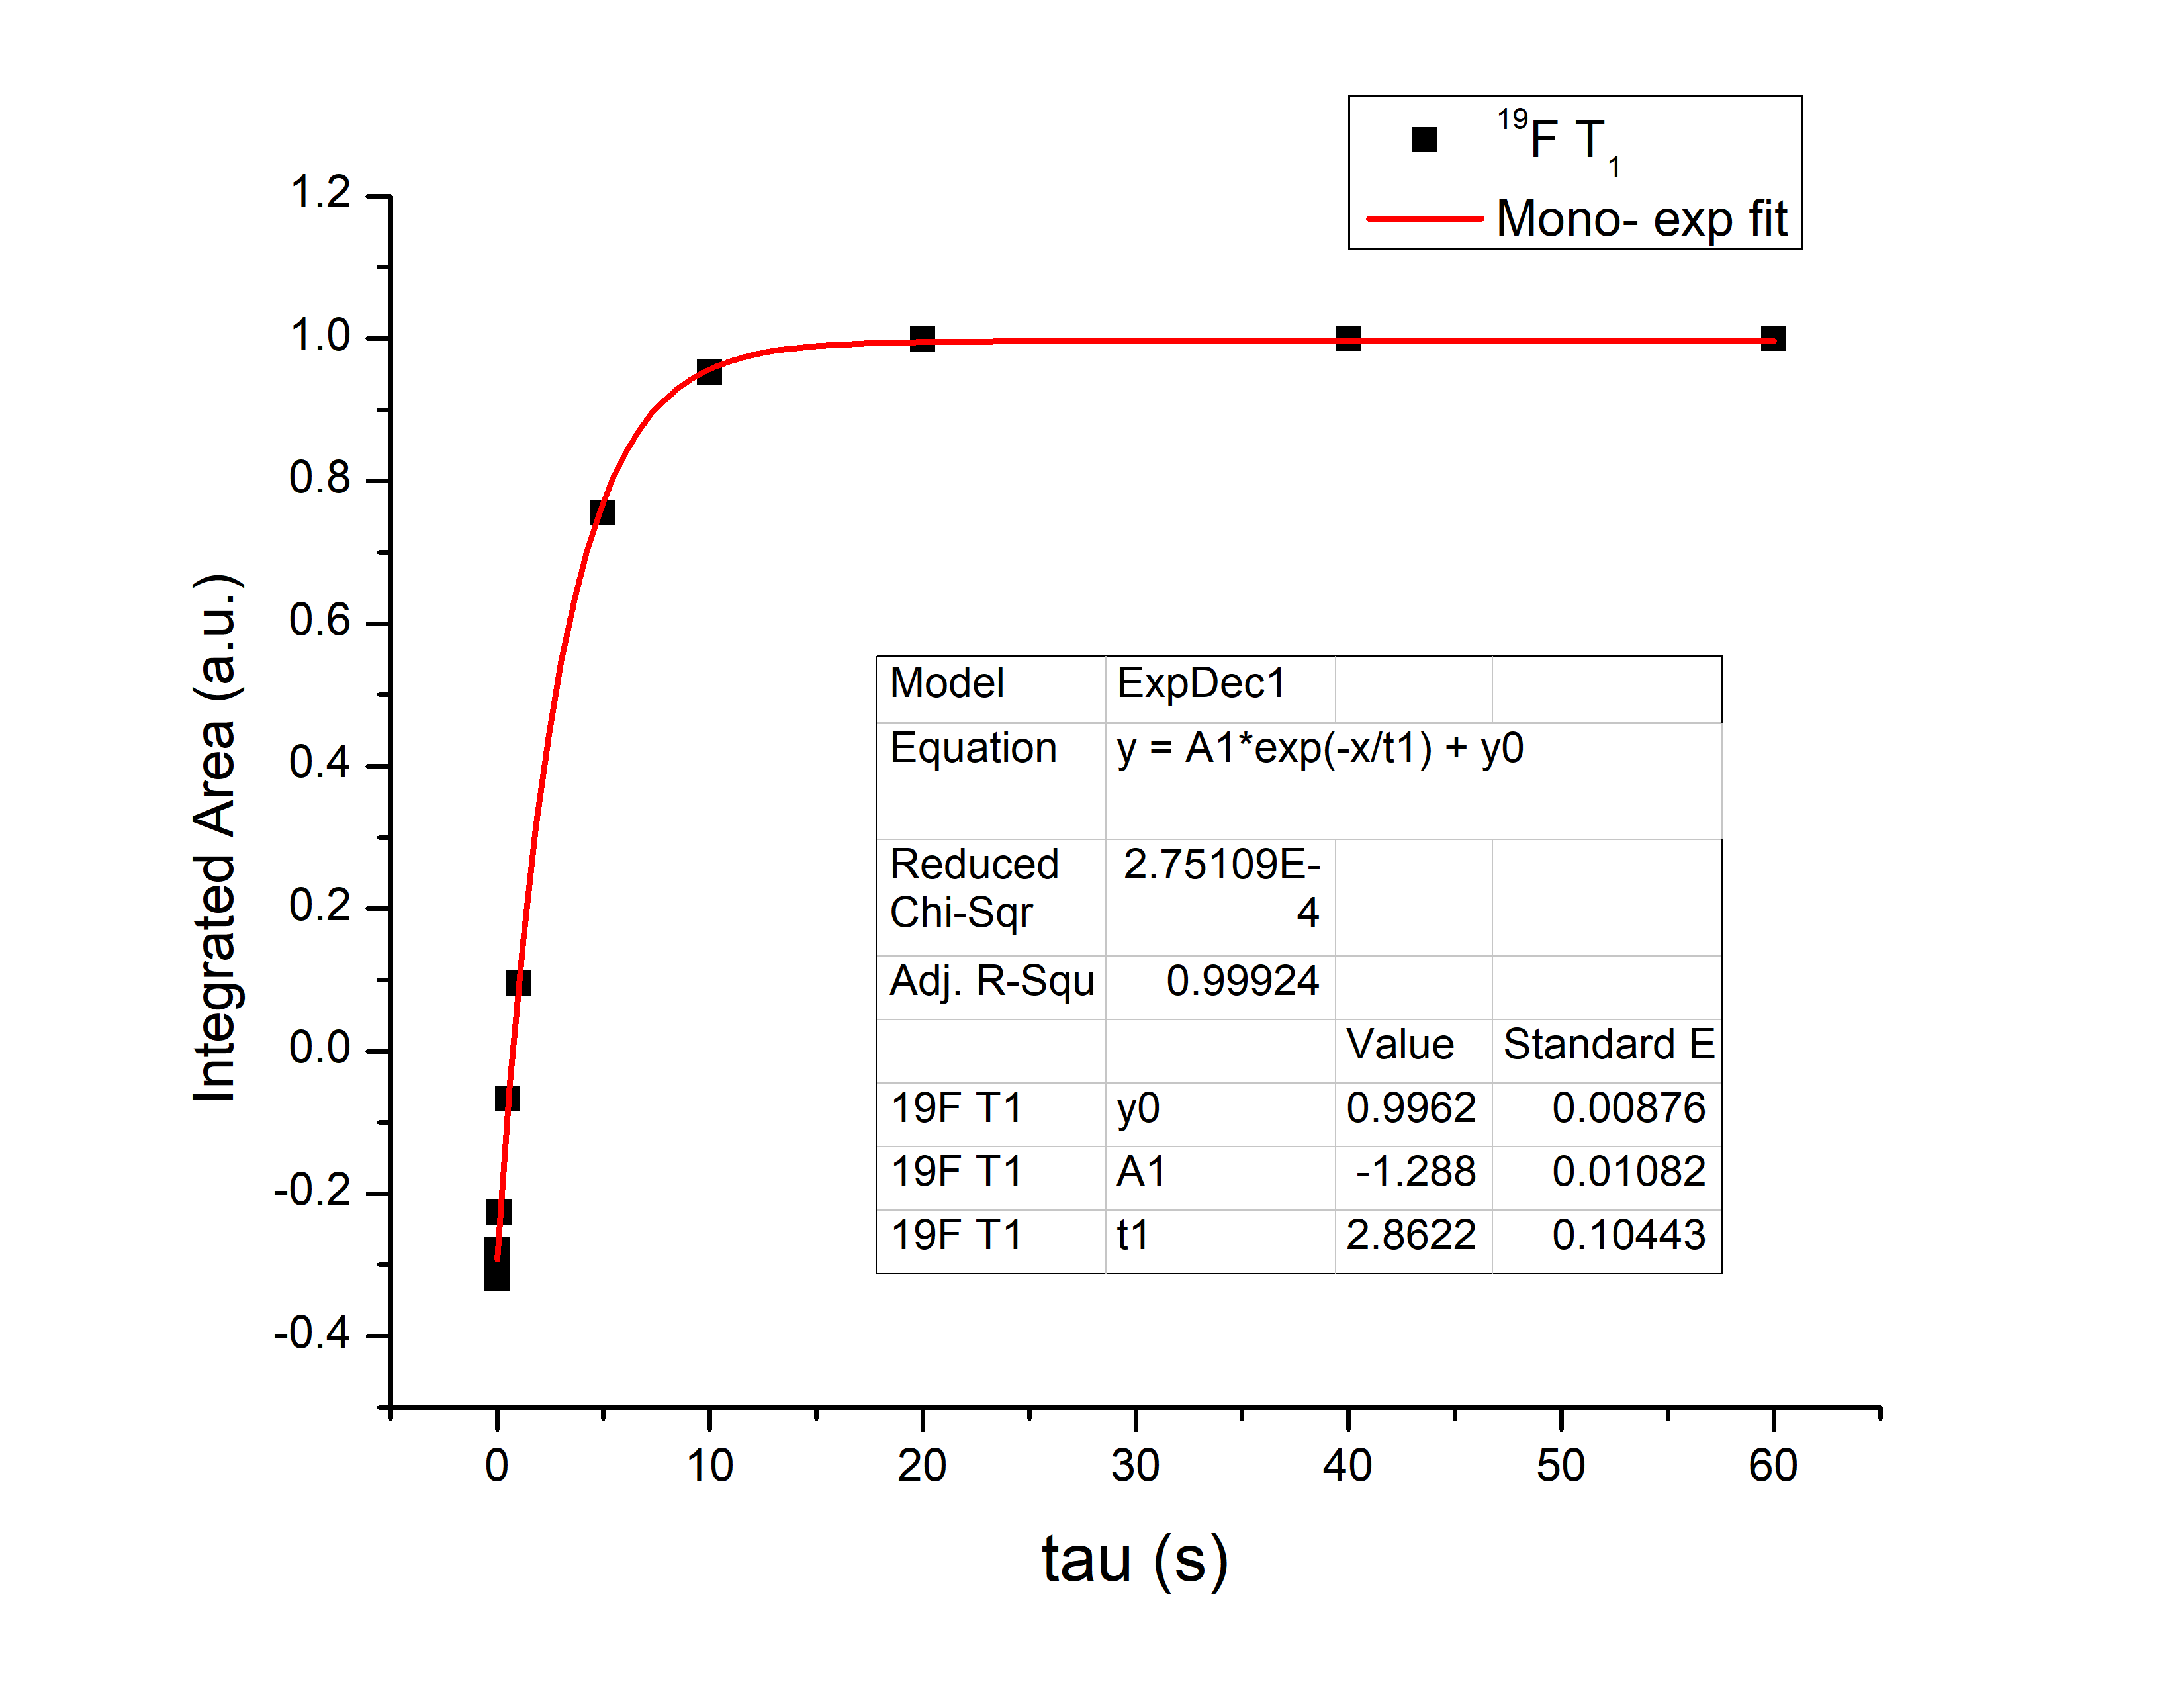 19F T1
Mono- exp fit
1.2
1.0
0.8
0.6
0.4
0.2
0.0
-0.2
-0.4
Integrated Area (a.u.)
Model ExpDec1
Equation y = A1*exp(-x/t1) + y0
Reduced Chi-Sqr 2.75109E-4
Adj. R-Squ 0.99924
Value Standard E
19F T1 y0 0.9962 0.00876
19F T1 A1 -1.288 0.01082
19F T1 t1 2.8622 0.10443
0 10 20 30 40 50 60
tau (s)